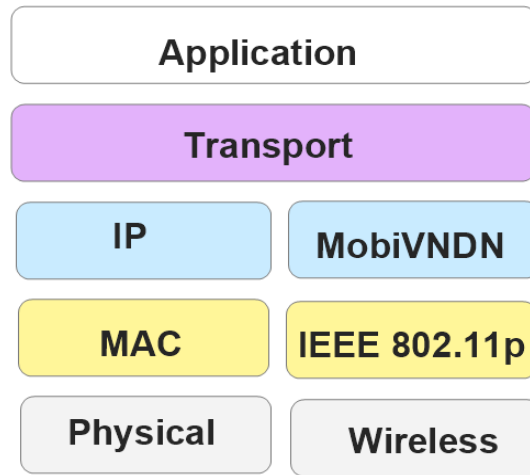 Application
Transport
IP
MobiVNDN
MAC
IEEE 802.11p
Physical
Wireless